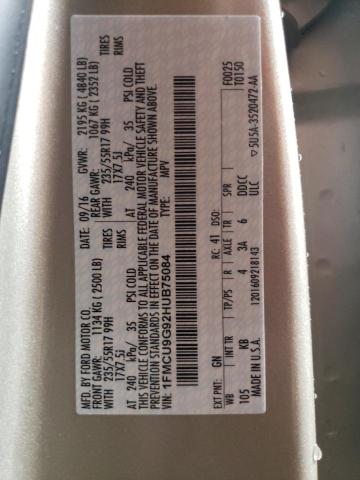 MFD. BY FORD MOTOR CO.
DATE: 09/16 GVWR: 2195 KG ( 4840 LB)
FRONT GAWR: 1134 KG ( 2500 LB) REAR GAWR: 1067 KG ( 2352 LB)
WITH 235/55R17 99H TIRES WITH 235/55R17 99H TIRES
17X7.5J RIMS 17X7.5J RIMS
AT 240 kPa/ 35 PSI COLD AT 240 kPa/ 35 PSI COLD
THIS VEHICLE CONFORMS TO ALL APPLICABLE FEDERAL MOTOR VEHICLE SAFETY AND THEFT
PREVENTION STANDARDS IN EFFECT ON THE DATE OF MANUFACTURE SHOWN ABOVE.
VIN: 1FMCU9G92HUB75084 TYPE: MPV
F0025
T0150
EXT PNT: GN RC: 41 DSO:
WB INT TR TP/PS R AXLE TR SPR
105 KB 4 3A 6 DDCC ULC
MADE IN U.S.A. 5U5A-3520472-AA
1201609218143